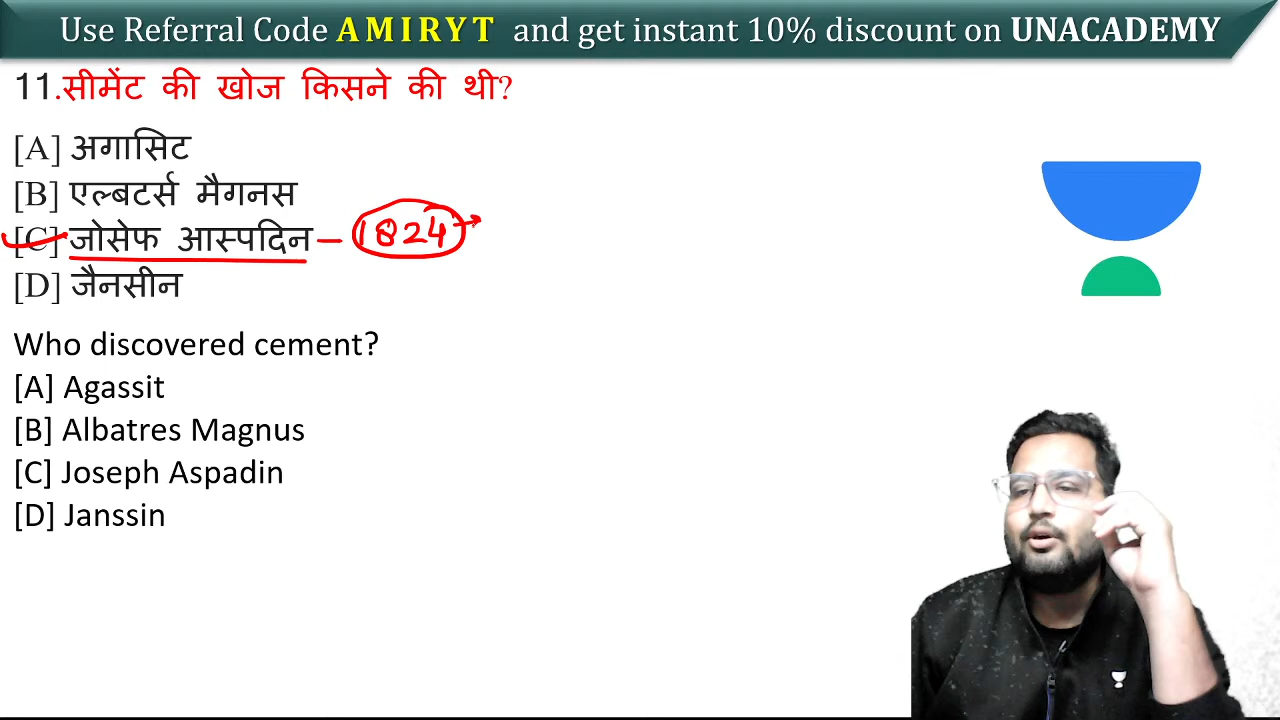 Use Referral Code AMIRYT and get instant 10% discount on UNACADEMY
11.सीमेंट की खोज किसने की थी?
[A] अगासिट
[B] एल्बटर्स मैगनस
[C] जोसेफ आस्पदिन – 1824
[D] जैनसीन
Who discovered cement?
[A] Agassit
[B] Albatres Magnus
[C] Joseph Aspadin
[D] Janssin